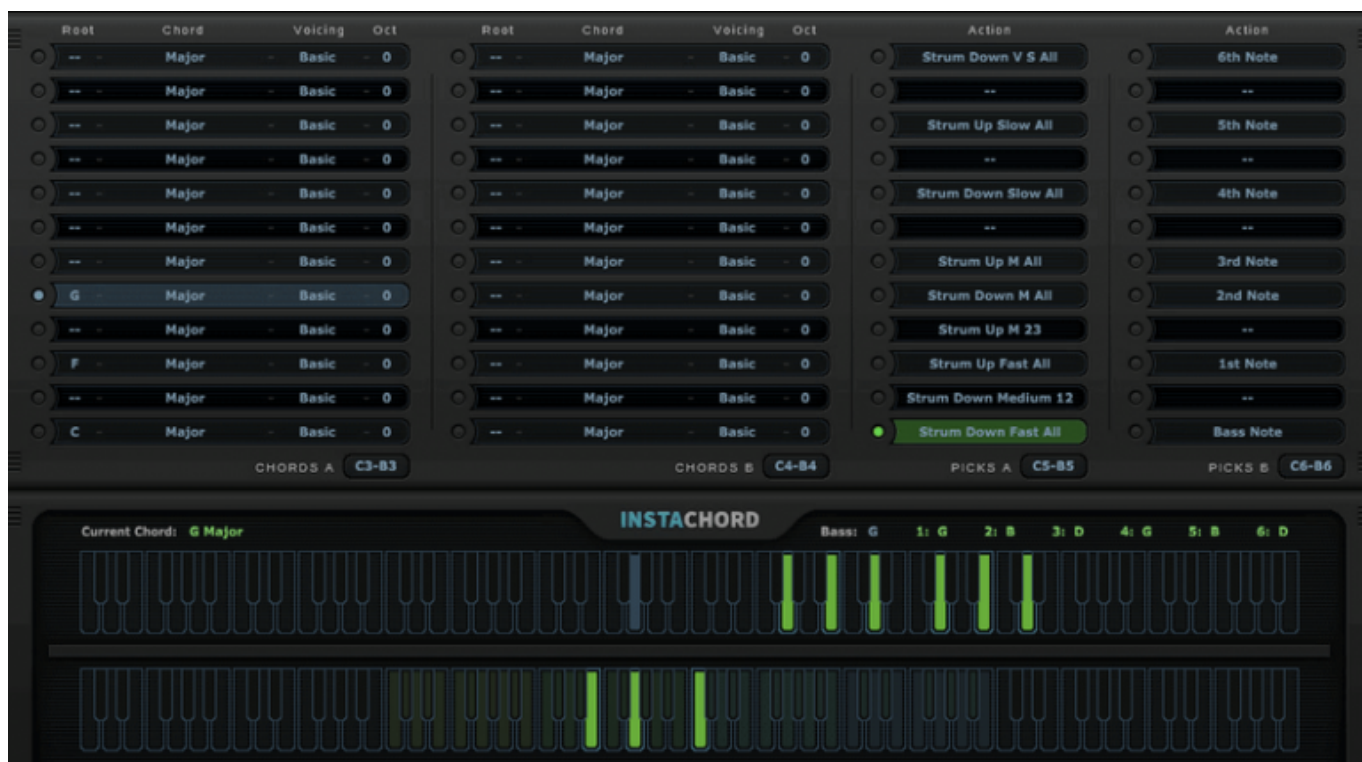 Root Chord Voicing Oct Root Chord Voicing Oct Action Action
-- - Major - Basic - 0 -- - Major - Basic - 0 Strum Down V S All 6th Note
-- - Major - Basic - 0 -- - Major - Basic - 0 -- --
-- - Major - Basic - 0 -- - Major - Basic - 0 Strum Up Slow All 5th Note
-- - Major - Basic - 0 -- - Major - Basic - 0 -- --
-- - Major - Basic - 0 -- - Major - Basic - 0 Strum Down Slow All 4th Note
-- - Major - Basic - 0 -- - Major - Basic - 0 -- --
-- - Major - Basic - 0 -- - Major - Basic - 0 Strum Up M All 3rd Note
G - Major - Basic - 0 -- - Major - Basic - 0 Strum Down M All 2nd Note
-- - Major - Basic - 0 -- - Major - Basic - 0 Strum Up M 23 --
F - Major - Basic - 0 -- - Major - Basic - 0 Strum Up Fast All 1st Note
-- - Major - Basic - 0 -- - Major - Basic - 0 Strum Down Medium 12 --
C - Major - Basic - 0 -- - Major - Basic - 0 Strum Down Fast All Bass Note
CHORDS A C3-B3 CHORDS B C4-B4 PICKS A C5-B5 PICKS B C6-B6
INSTACHORD
Current Chord: G Major Bass: G 1: G 2: B 3: D 4: G 5: B 6: D